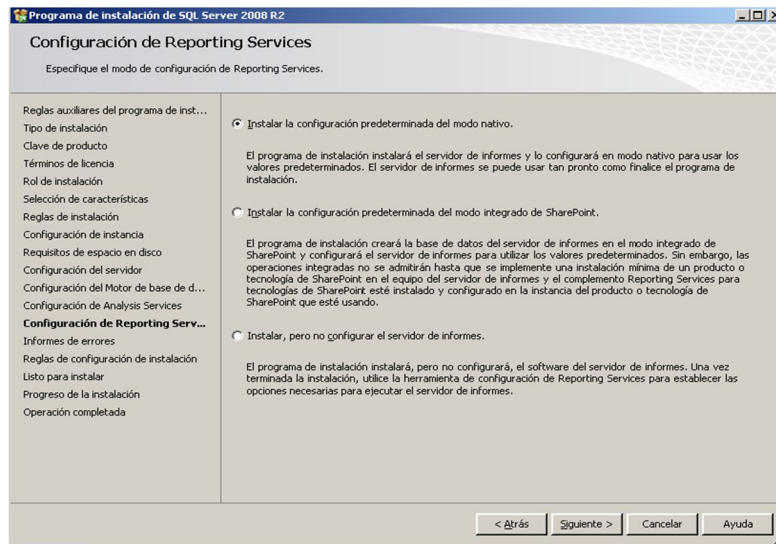 Programa de instalación de SQL Server 2008 R2
Configuración de Reporting Services
Especifique el modo de configuración de Reporting Services.
Reglas auxiliares del programa de inst...
Tipo de instalación
Clave de producto
Términos de licencia
Rol de instalación
Selección de características
Reglas de instalación
Configuración de instancia
Requisitos de espacio en disco
Configuración del servidor
Configuración del Motor de base de d...
Configuración de Analysis Services
Configuración de Reporting Serv...
Informes de errores
Reglas de configuración de instalación
Listo para instalar
Progreso de la instalación
Operación completada
Instalar la configuración predeterminada del modo nativo.
El programa de instalación instalará el servidor de informes y lo configurará en modo nativo para usar los
valores predeterminados. El servidor de informes se puede usar tan pronto como finalice el programa de
instalación.
Instalar la configuración predeterminada del modo integrado de SharePoint.
El programa de instalación creará la base de datos del servidor de informes en el modo integrado de
SharePoint y configurará el servidor de informes para utilizar los valores predeterminados. Sin embargo, las
operaciones integradas no se admitirán hasta que se implemente una instalación mínima de un producto o
tecnología de SharePoint en el equipo del servidor de informes y el complemento Reporting Services para
tecnologías de SharePoint esté instalado y configurado en la instancia del producto o tecnología de
SharePoint que esté usando.
Instalar, pero no configurar el servidor de informes.
El programa de instalación instalará, pero no configurará, el software del servidor de informes. Una vez
terminada la instalación, utilice la herramienta de configuración de Reporting Services para establecer las
opciones necesarias para ejecutar el servidor de informes.
< Atrás
Siguiente >
Cancelar
Ayuda